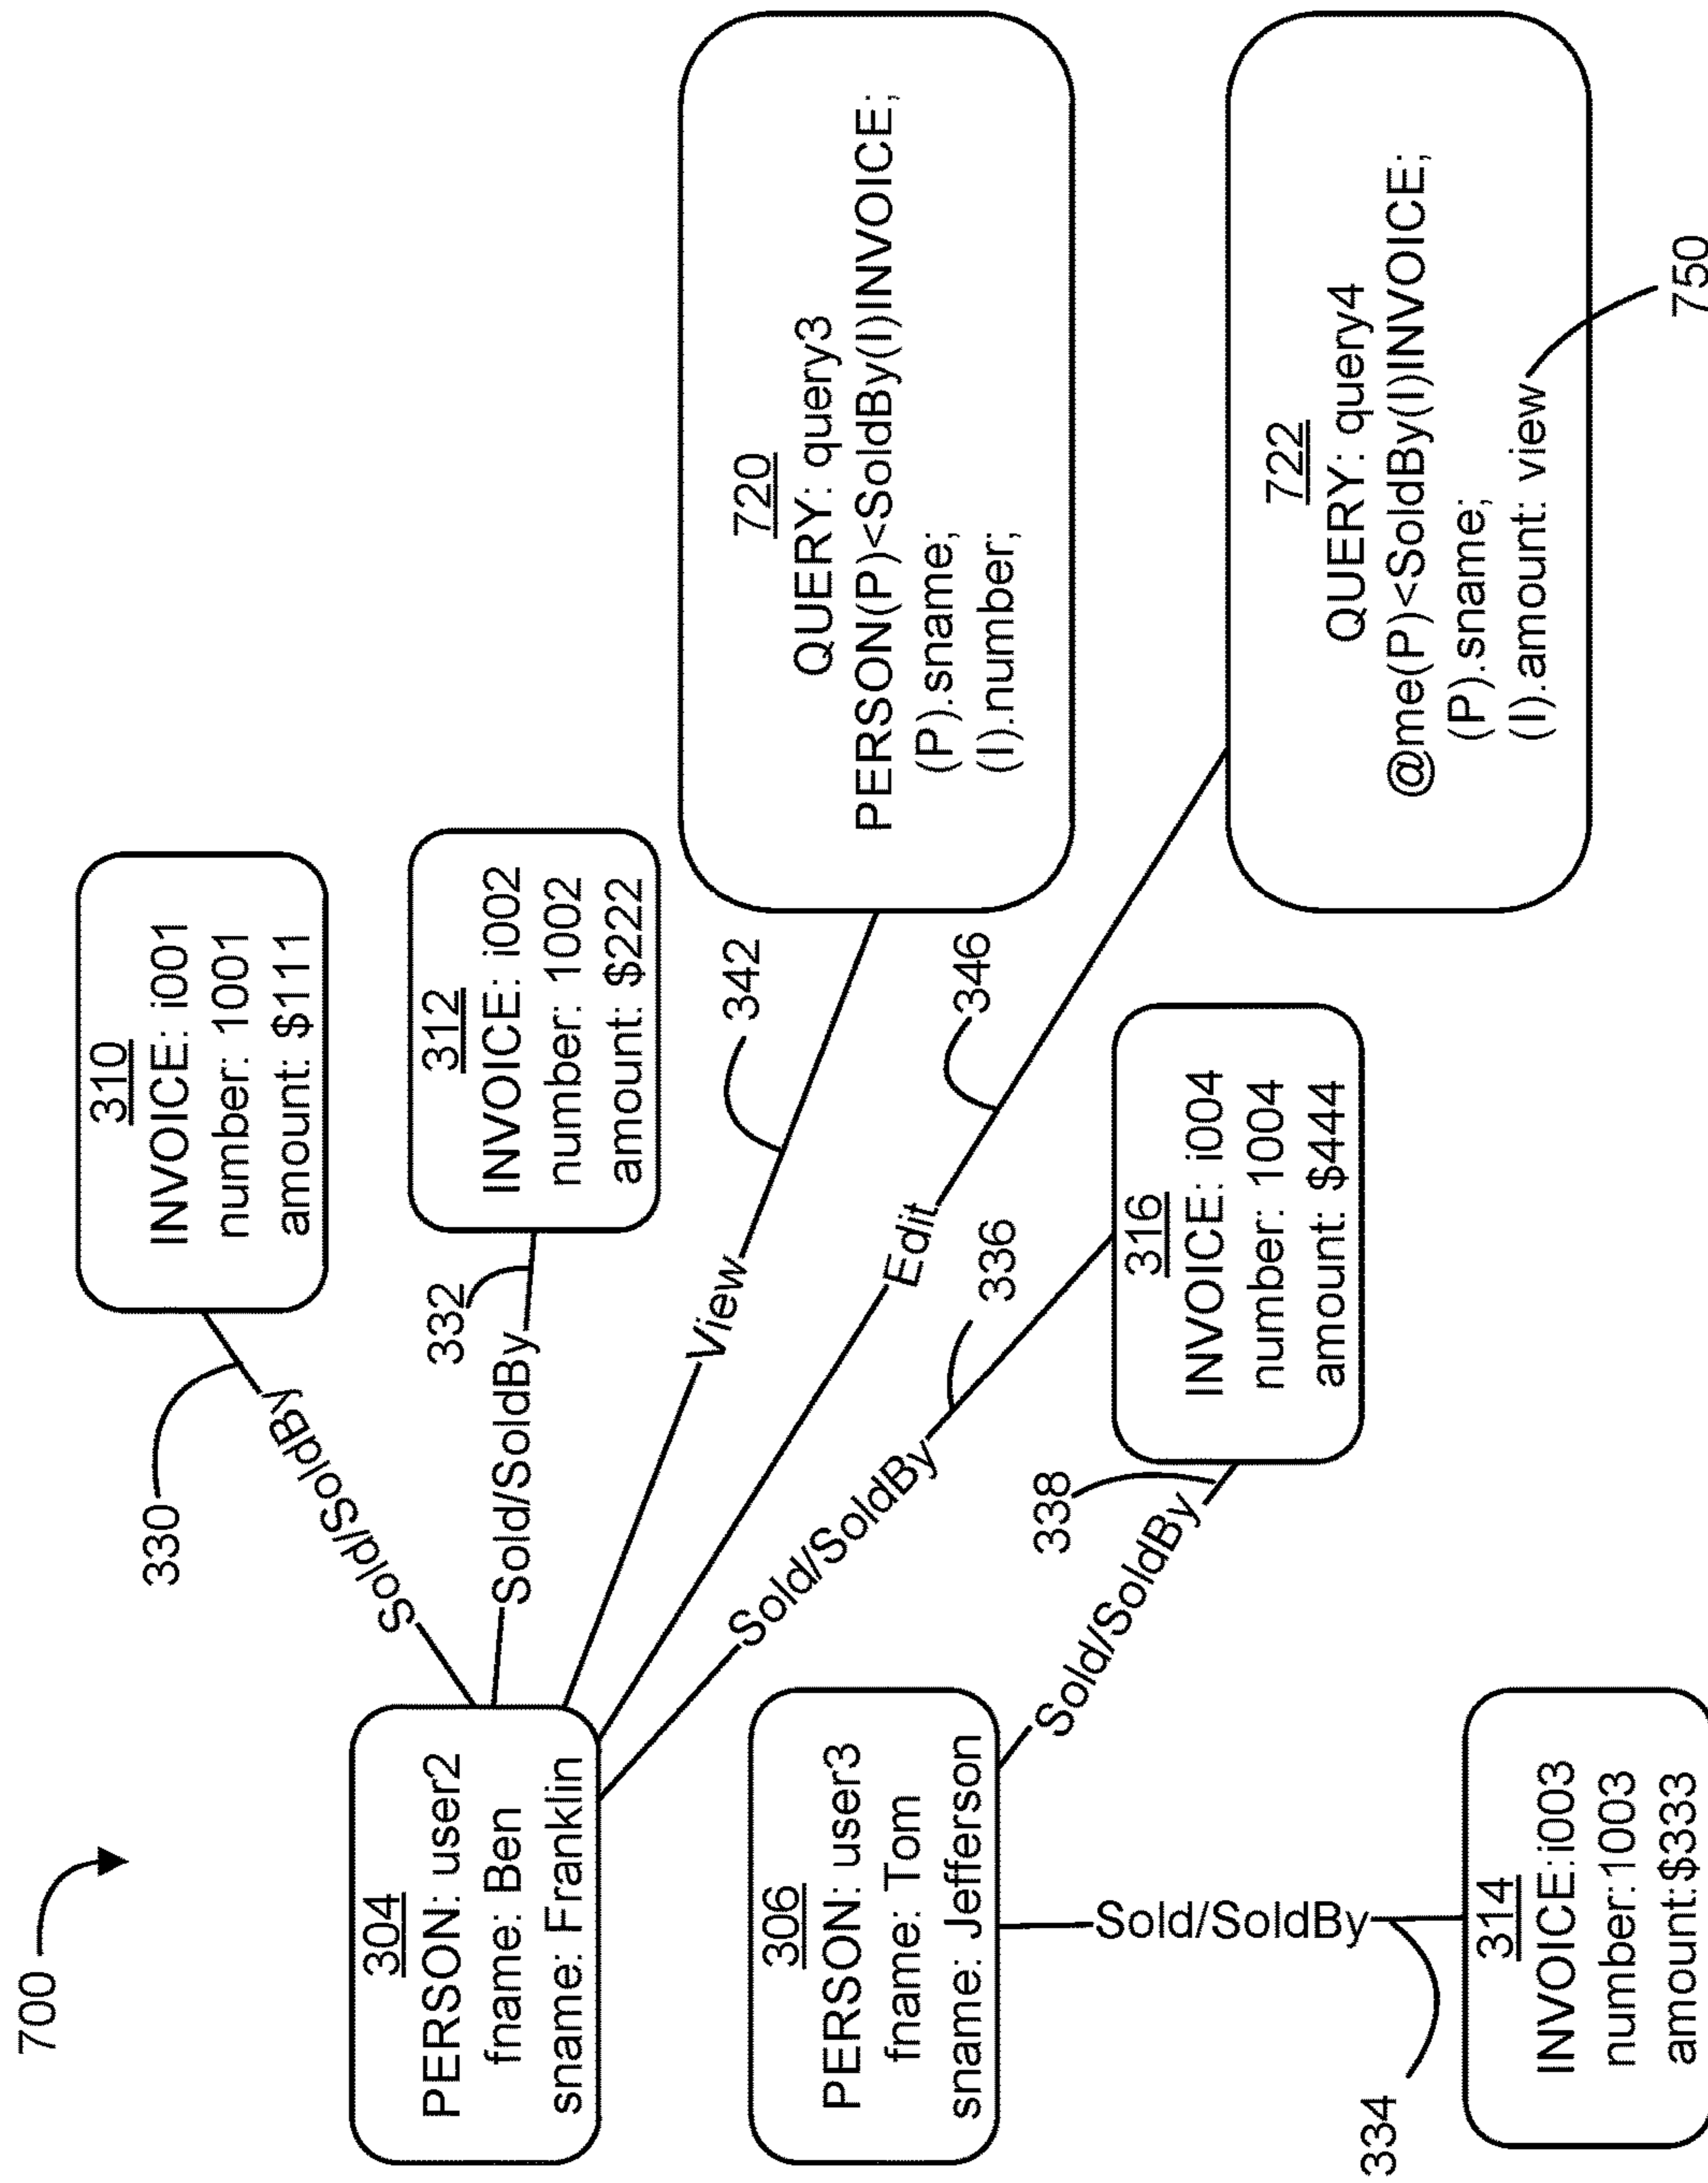 700
304
PERSON: user2
fname: Ben
sname: Franklin
306
PERSON: user3
fname: Tom
sname: Jefferson
334
Sold/SoldBy
314
INVOICE:i003
number:1003
amount:$333
330
Sold/SoldBy
310
INVOICE: i001
number: 1001
amount: $111
332
Sold/SoldBy
312
INVOICE: i002
number: 1002
amount: $222
View
342
Edit
346
Sold/SoldBy
336
338
Sold/SoldBy
316
INVOICE: i004
number: 1004
amount: $444
720
QUERY: query3
PERSON(P)<SoldBy(I)INVOICE;
(P).sname;
(I).number;
722
QUERY: query4
@me(P)<SoldBy(I)INVOICE;
(P).sname;
(I).amount: view
750